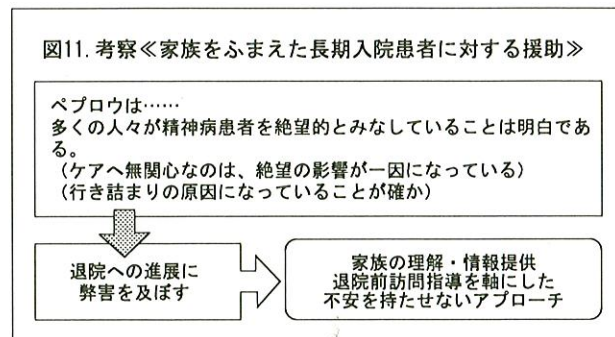 図11. 考察≪家族をふまえた長期入院患者に対する援助≫
ペプロウは……
多くの人々が精神病患者を絶望的とみなしていることは明白であ
る。
（ケアへ無関心なのは、絶望の影響が一因になっている）
（行き詰まりの原因になっていることが確か）
退院への進展に
弊害を及ぼす
家族の理解・情報提供
退院前訪問指導を軸にした
不安を持たせないアプローチ